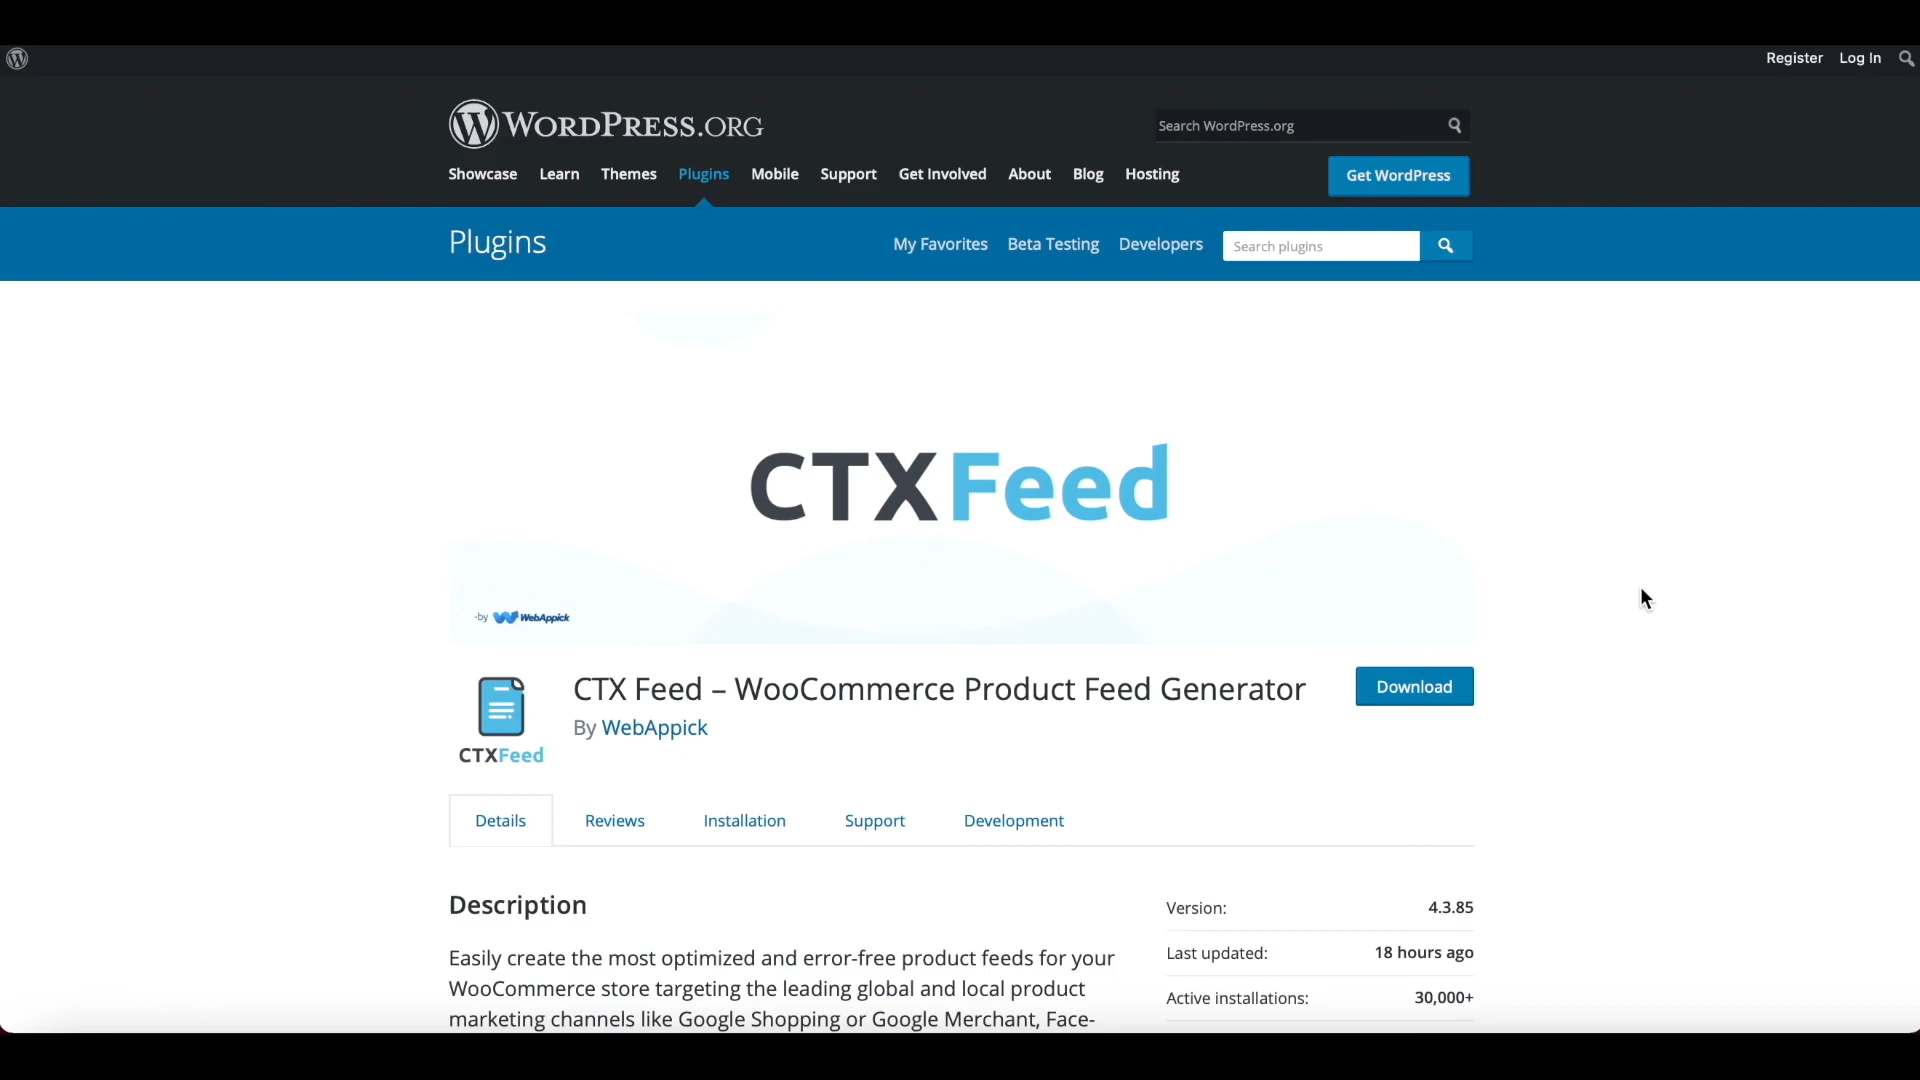 Register Log In
WORDPRESS.ORG
Search WordPress.org
Showcase Learn Themes Plugins Mobile Support Get Involved About Blog Hosting
Get WordPress
Plugins
My Favorites Beta Testing Developers
Search plugins
CTXFeed
-by WebAppick
CTX Feed – WooCommerce Product Feed Generator
Download
By WebAppick
CTXFeed
Details Reviews Installation Support Development
Description
Easily create the most optimized and error-free product feeds for your
WooCommerce store targeting the leading global and local product
marketing channels like Google Shopping or Google Merchant, Face-
Version: 4.3.85
Last updated: 18 hours ago
Active installations: 30,000+